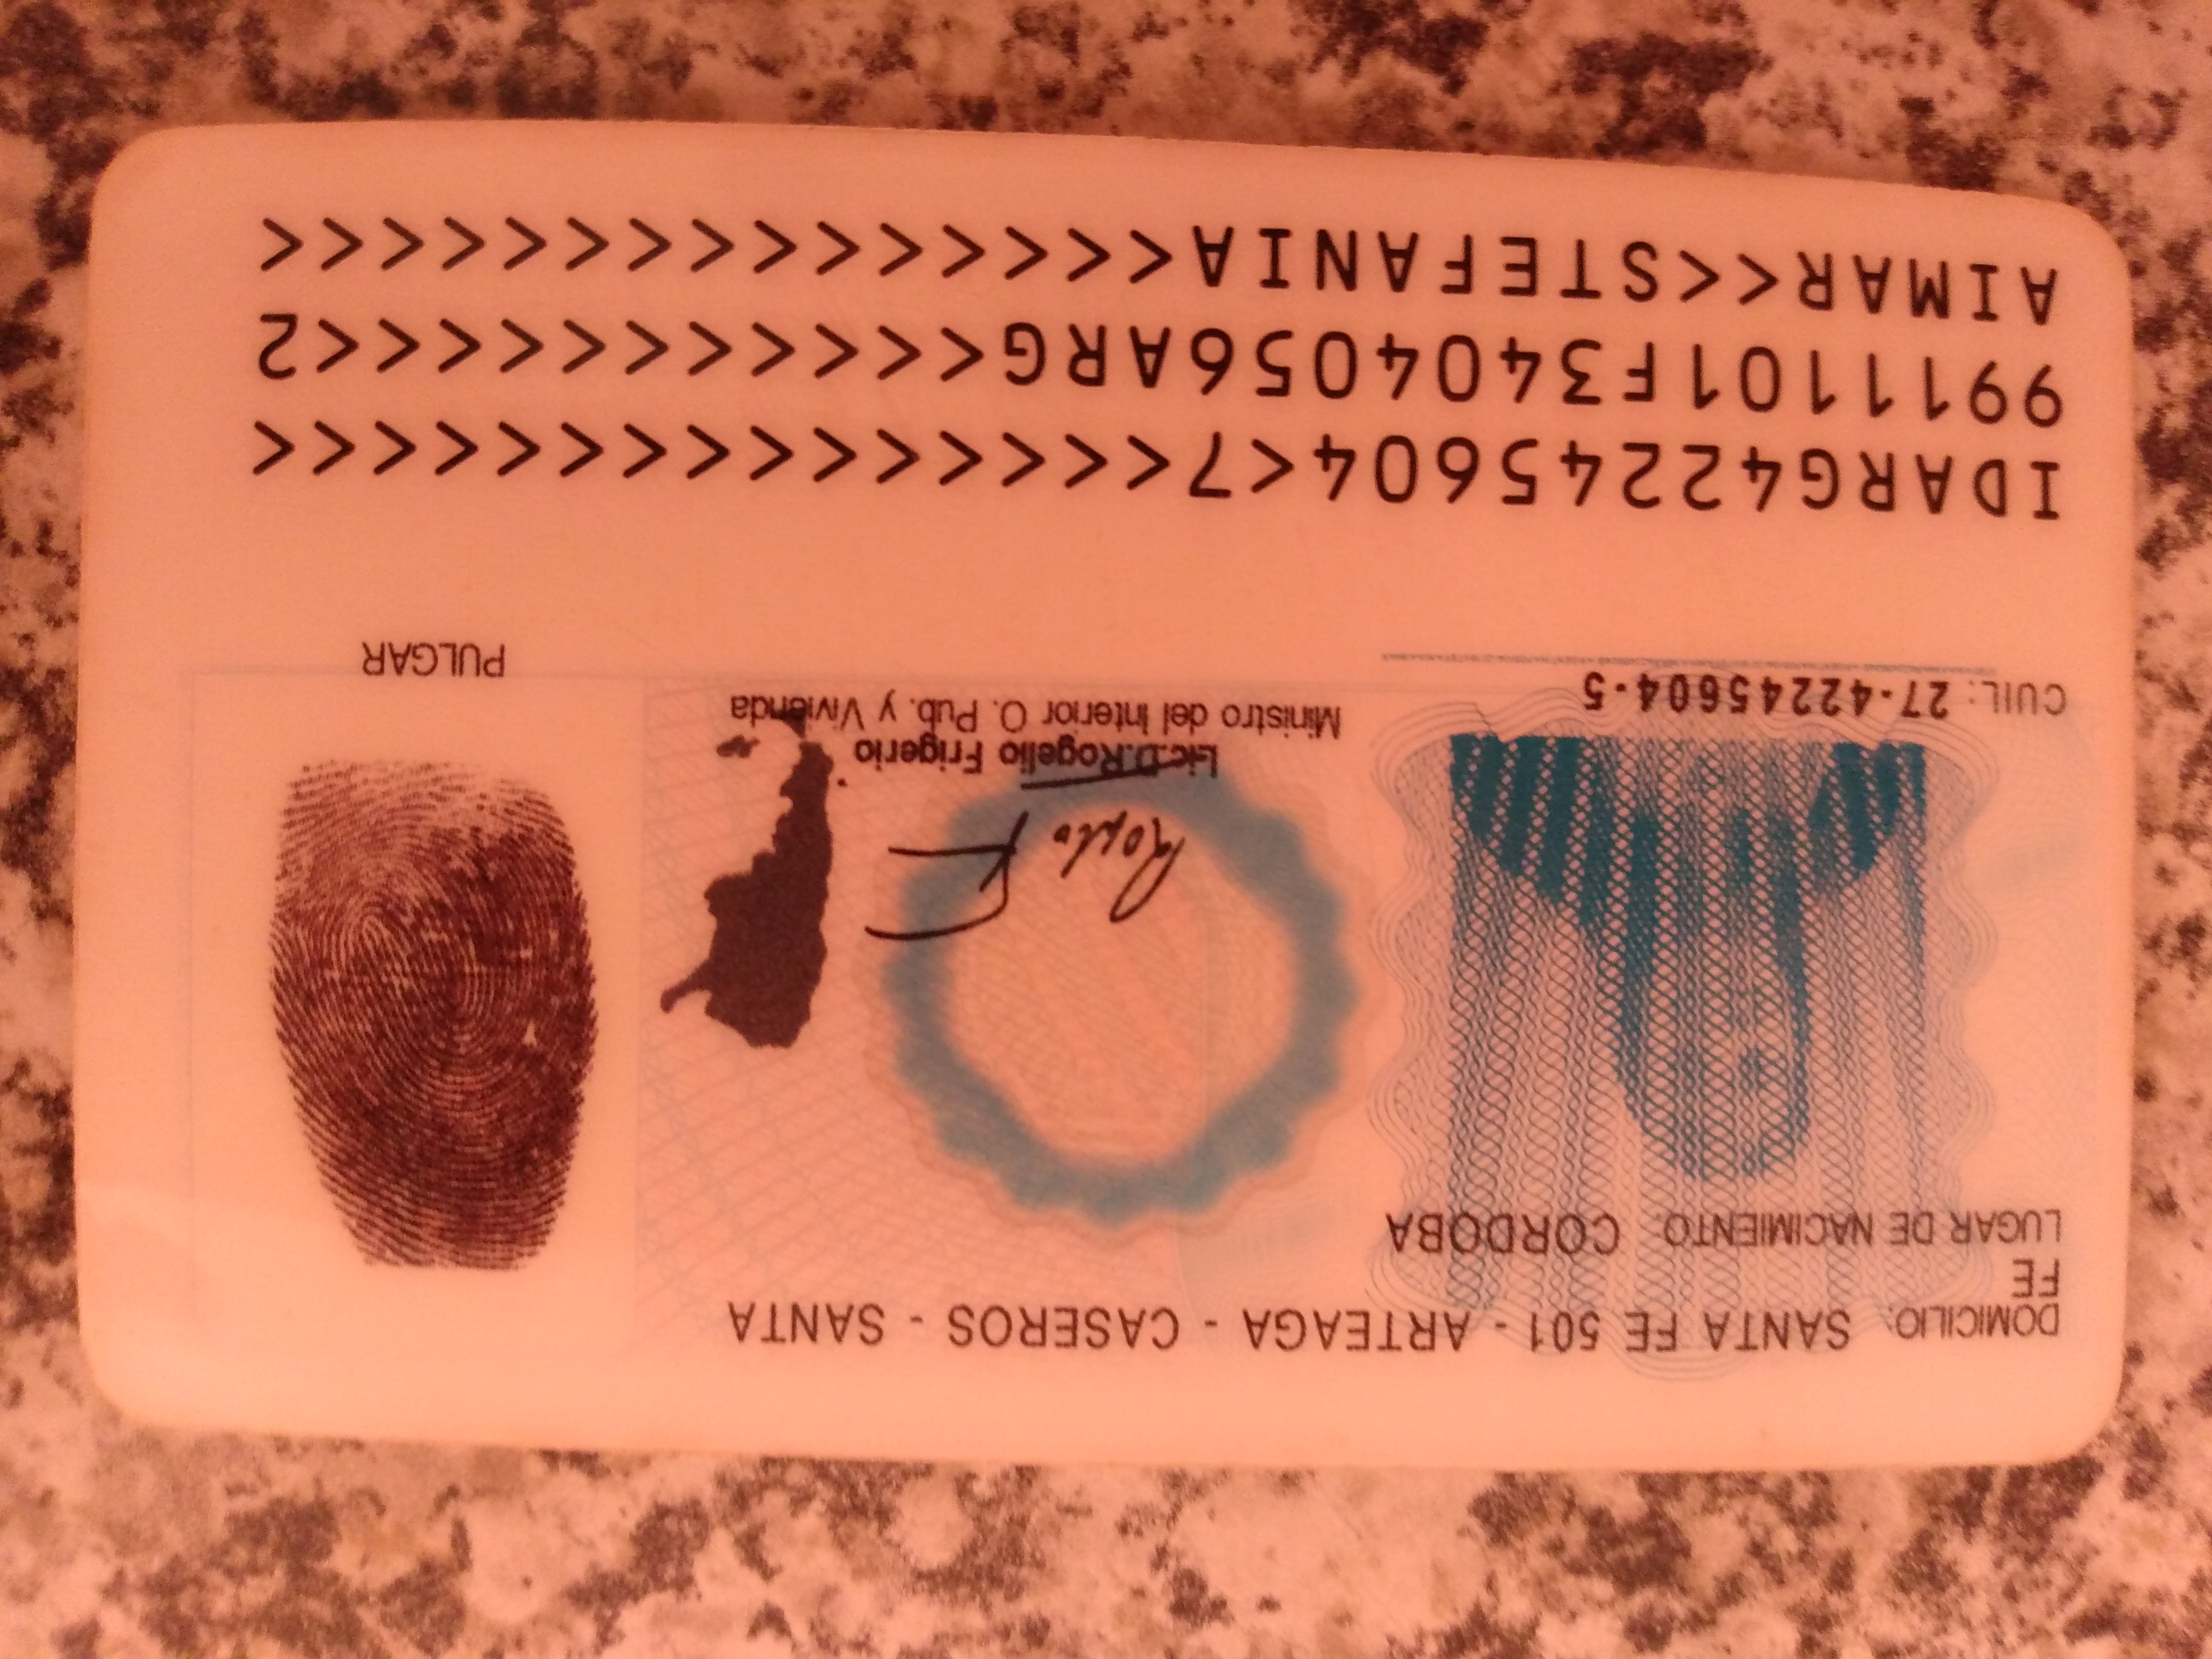 DOMICILIO: SANTA FE 501 - ARTEAGA - CASEROS - SANTA
FE
LUGAR DE NACIMIENTO: CORDOBA
Lic.D.Rogelio Frigerio
Ministro del Interior O. Pub. y Vivienda
CUIL: 27-42245604-5
PULGAR
IDARG42245604<7<<<<<<<<<<<<<<<
9911101F3404056ARG<<<<<<<<<<<2
AIMAR<<STEFANIA<<<<<<<<<<<<<<<